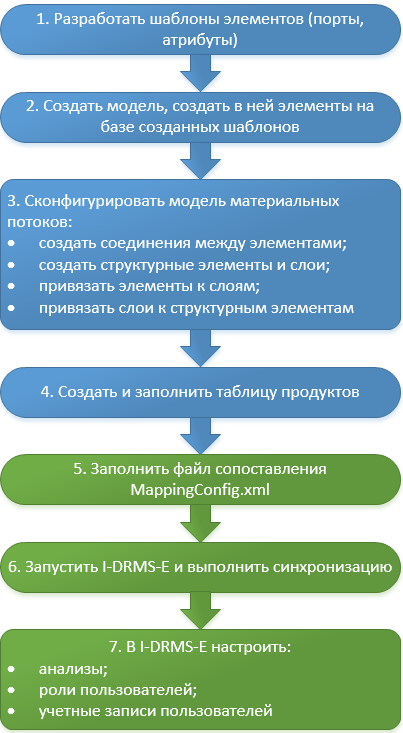 1. Разработать шаблоны элементов (порты,
атрибуты)
2. Создать модель, создать в ней элементы на
базе созданных шаблонов
3. Сконфигурировать модель материальных
потоков:
• создать соединения между элементами;
• создать структурные элементы и слои;
• привязать элементы к слоям;
• привязать слои к структурным элементам
4. Создать и заполнить таблицу продуктов
5. Заполнить файл сопоставления
MappingConfig.xml
6. Запустить I-DRMS-E и выполнить синхронизацию
7. В I-DRMS-E настроить:
• анализы;
• роли пользователей;
• учетные записи пользователей